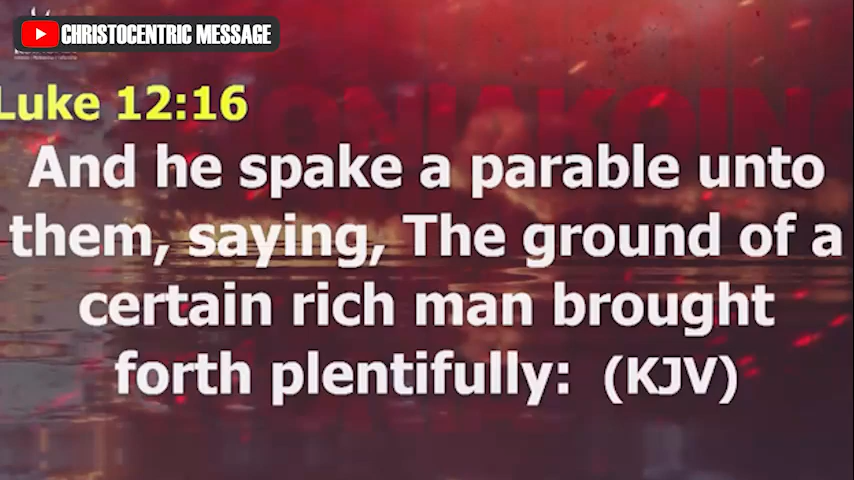 CHRISTOCENTRIC MESSAGE
Luke 12:16
And he spake a parable unto
them, saying, The ground of a
certain rich man brought
forth plentifully: (KJV)